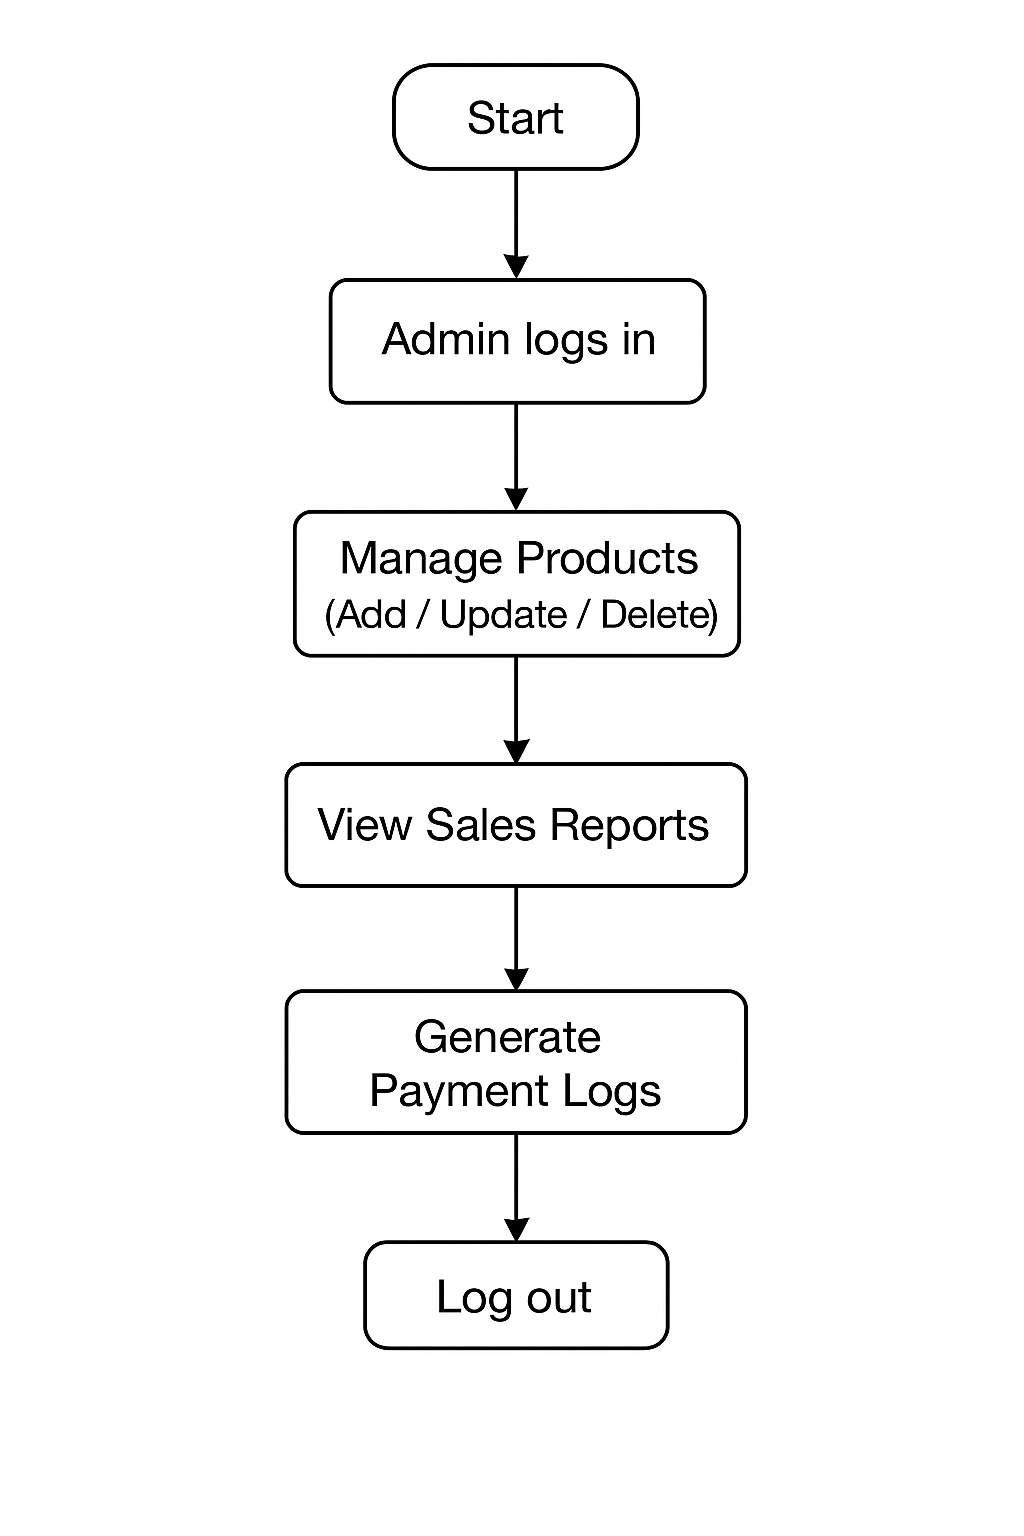 Start
Admin logs in
Manage Products
(Add / Update / Delete)
View Sales Reports
Generate
Payment Logs
Log out